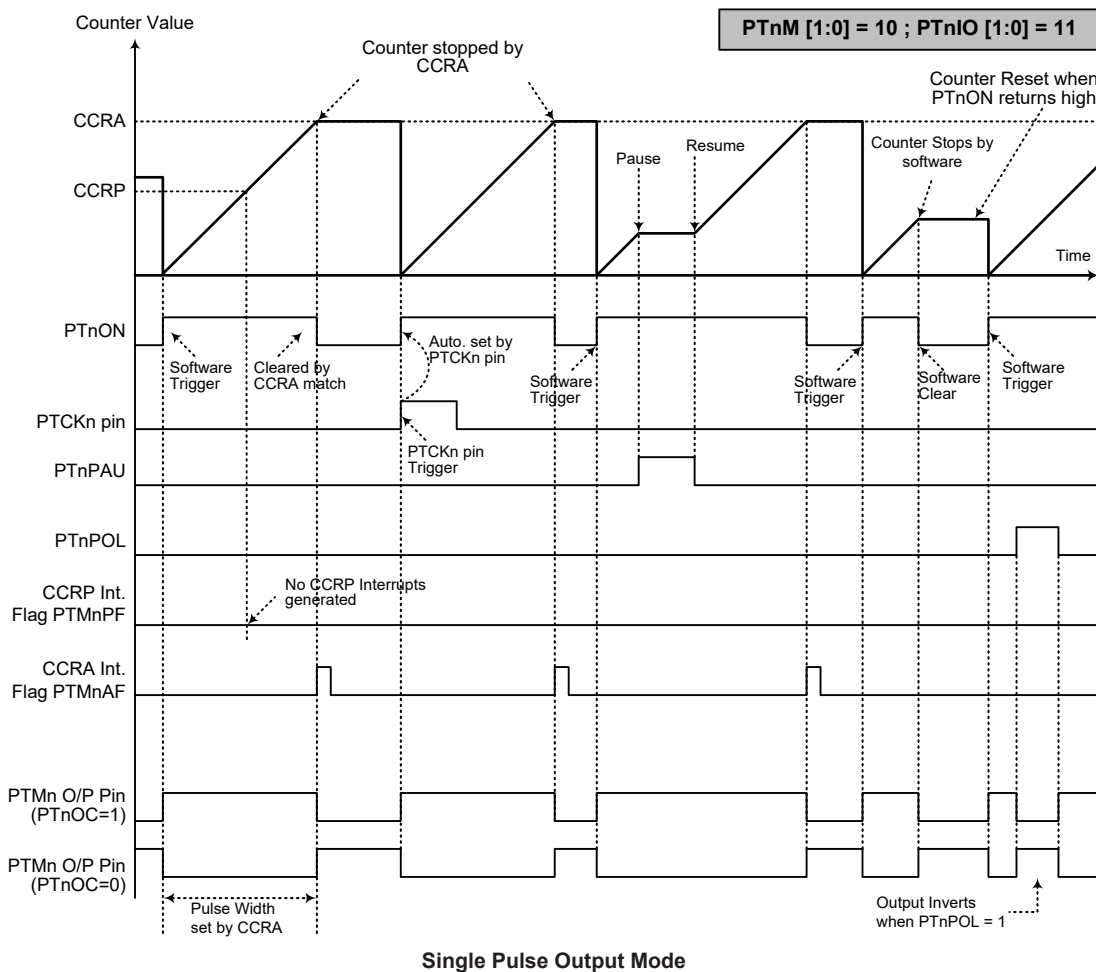 Counter Value
PTnM [1:0] = 10 ; PTnIO [1:0] = 11
Counter stopped by
CCRA
Counter Reset when
PTnON returns high
CCRA
Pause
Resume
Counter Stops by
software
CCRP
Time
PTnON
Software
Trigger
Cleared by
CCRA match
Auto. set by
PTCKn pin
Software
Trigger
Software
Trigger
Software
Clear
Software
Trigger
PTCKn pin
PTCKn pin
Trigger
PTnPAU
PTnPOL
CCRP Int.
Flag PTMnPF
No CCRP Interrupts
generated
CCRA Int.
Flag PTMnAF
PTMn O/P Pin
(PTnOC=1)
PTMn O/P Pin
(PTnOC=0)
Pulse Width
set by CCRA
Output Inverts
when PTnPOL = 1
Single Pulse Output Mode